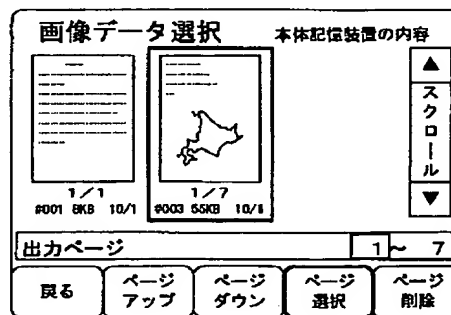 画像データ選択
本体記憶装置の内容
1/1
#001 8KB 10/1
1/7
#003 55KB 10/1
▲
スクロール
▼
出力ページ 1～ 7
戻る
ページアップ
ページダウン
ページ選択
ページ削除